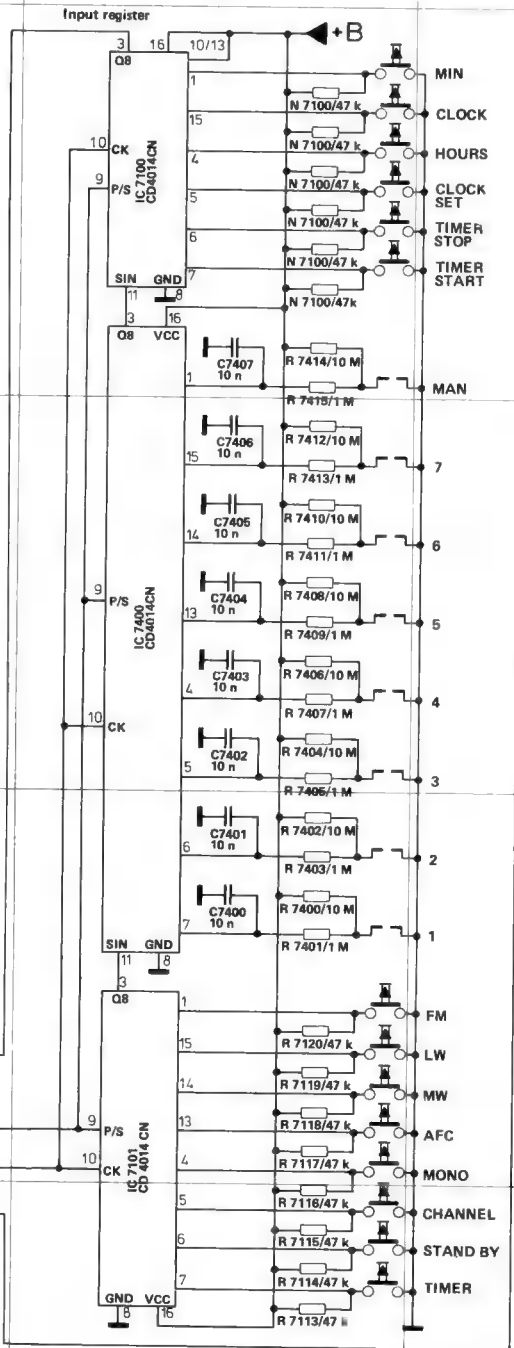 Input register
3 16 10/13 +B
Q8
1 MIN
N 7100/47 k
15 CLOCK
10 CK
N 7100/47 k
4 HOURS
9 P/S
IC 7100
CD4014CN
N 7100/47 k
5 CLOCK
SET
N 7100/47 k
6 TIMER
STOP
N 7100/47 k
7 TIMER
START
SIN GND
11 8
N 7100/47k
3 16
Q8 VCC
C7407
10 n
R 7414/10 M
1 MAN
R 7415/1 M
C7406
10 n
R 7412/10 M
15 7
R 7413/1 M
C7405
10 n
R 7410/10 M
14 6
R 7411/1 M
C7404
10 n
R 7408/10 M
9 P/S
IC 7400
CD4014CN
13 5
R 7409/1 M
C7403
10 n
R 7406/10 M
4 4
R 7407/1 M
10 CK
C7402
10 n
R 7404/10 M
5 3
R 7405/1 M
C7401
10 n
R 7402/10 M
6 2
R 7403/1 M
C7400
10 n
R 7400/10 M
7 1
R 7401/1 M
SIN GND
11 8
3
Q8
1 FM
R 7120/47 k
15 LW
R 7119/47 k
14 MW
R 7118/47 k
9 P/S
IC 7101
CD 4014 CN
13 AFC
R 7117/47 k
10 CK
4 MONO
R 7116/47 k
5 CHANNEL
R 7115/47 k
6 STAND BY
R 7114/47 k
7 TIMER
GND VCC
8 16
R 7113/47